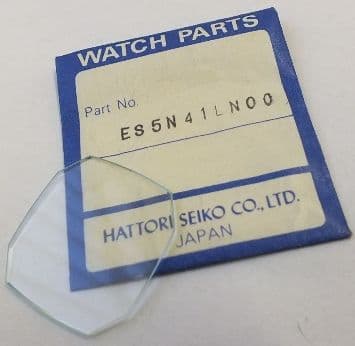 WATCH PARTS
Part No.
ES5N41LN00
HATTORI SEIKO CO., LTD.
JAPAN